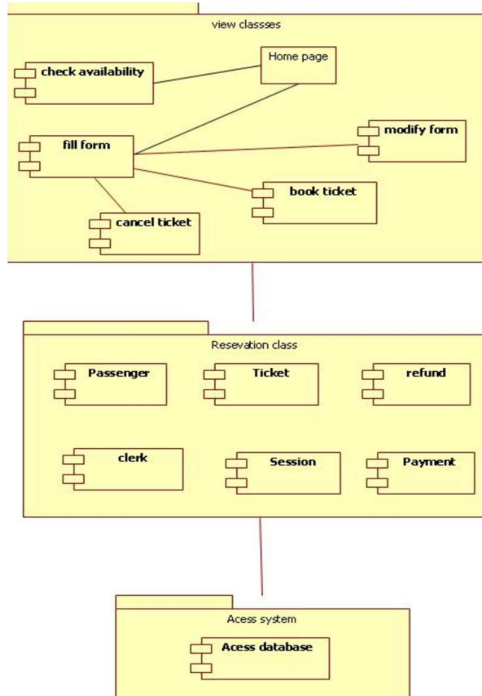 view classses
Home page
check availability
modify form
fill form
book ticket
cancel ticket
Resevation class
Passenger
Ticket
refund
clerk
Session
Payment
Acess system
Acess database